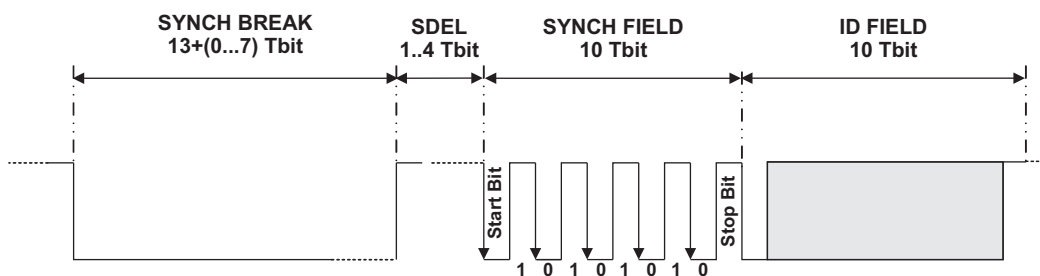 SYNCH BREAK
13+(0...7) Tbit
SDEL
1..4 Tbit
SYNCH FIELD
10 Tbit
ID FIELD
10 Tbit
Start Bit
Stop Bit
1 0 1 0 1 0 1 0